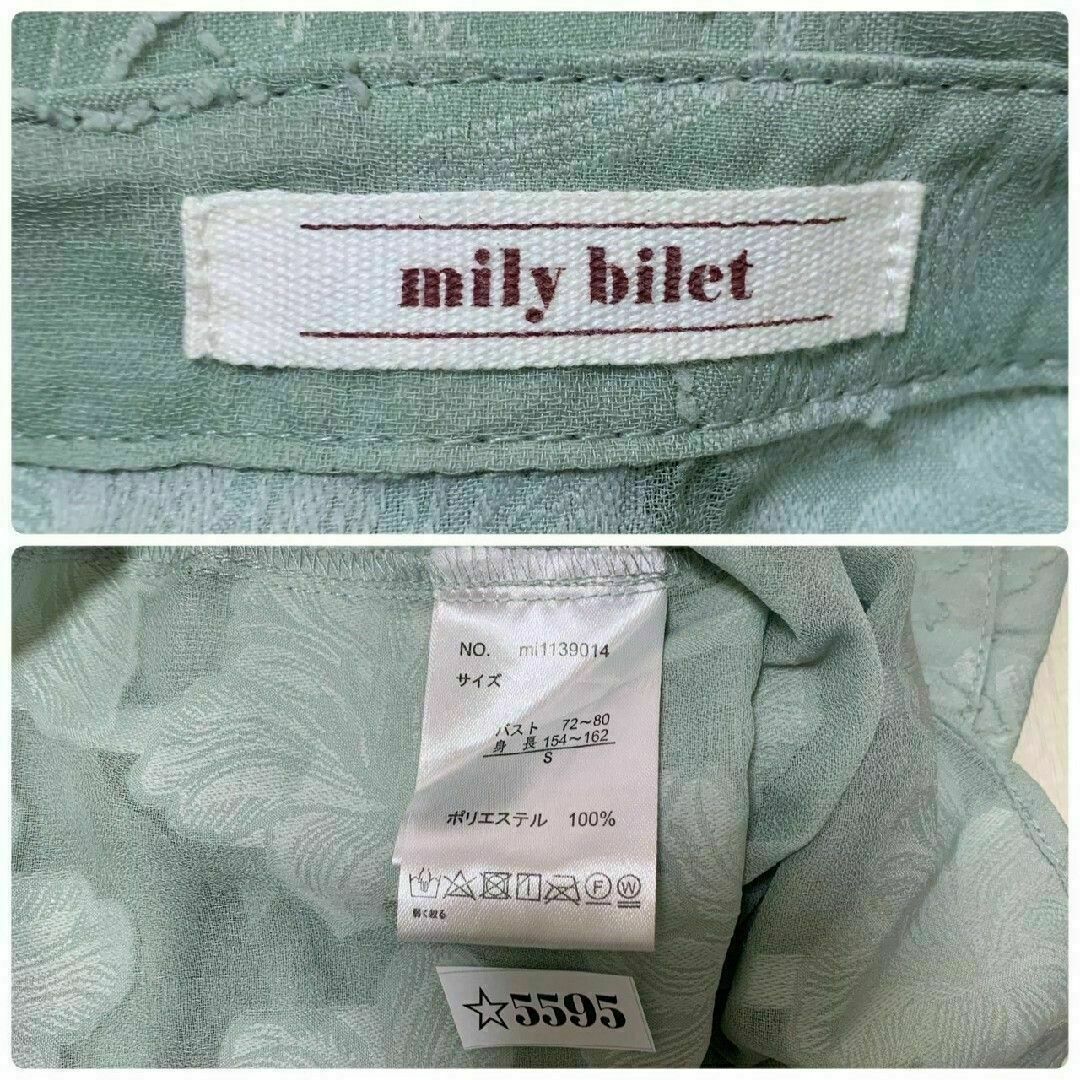 mily bilet
NO. mi1139014
サイズ
バスト 72～80
身 長 154～162
S
ポリエステル 100%
F W
弱く絞る
☆5595